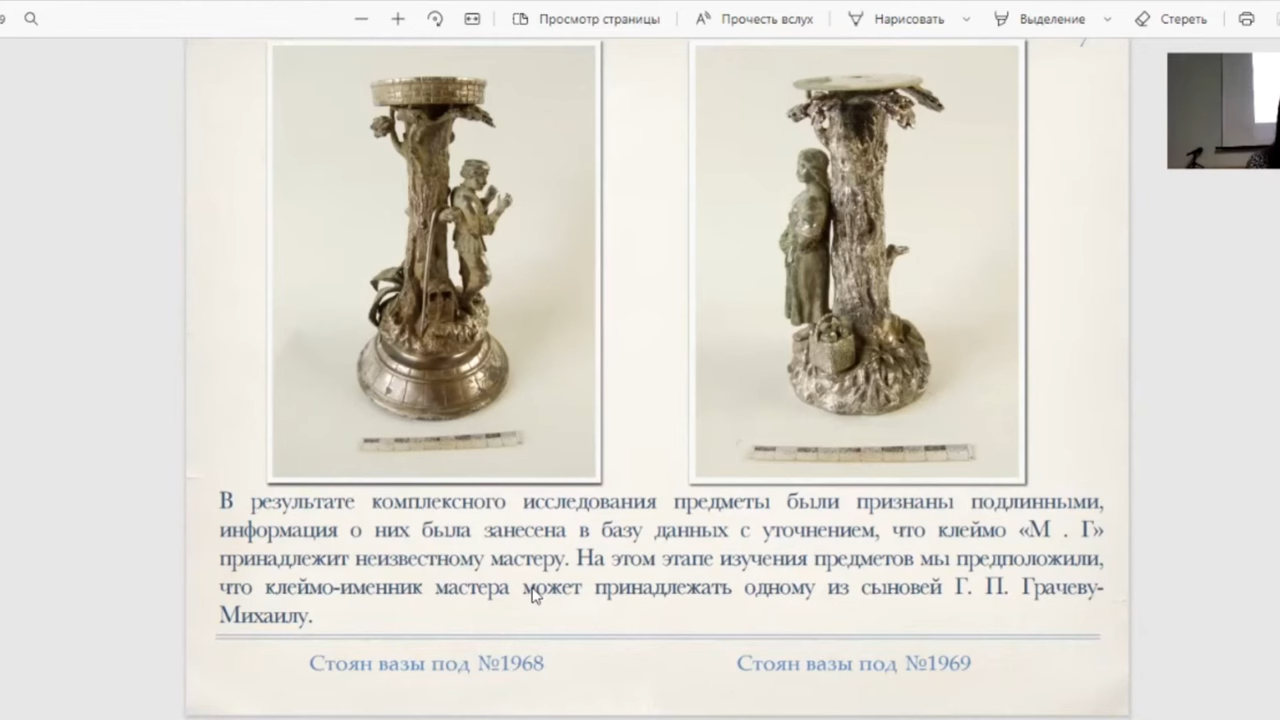 9
Просмотр страницы
Прочесть вслух
Нарисовать
Выделение
Стереть
В результате комплексного исследования предметы были признаны подлинными,
информация о них была занесена в базу данных с уточнением, что клеймо «М . Г»
принадлежит неизвестному мастеру. На этом этапе изучения предметов мы предположили,
что клеймо-именник мастера может принадлежать одному из сыновей Г. П. Грачеву-
Михаилу.
Стоян вазы под №1968
Стоян вазы под №1969